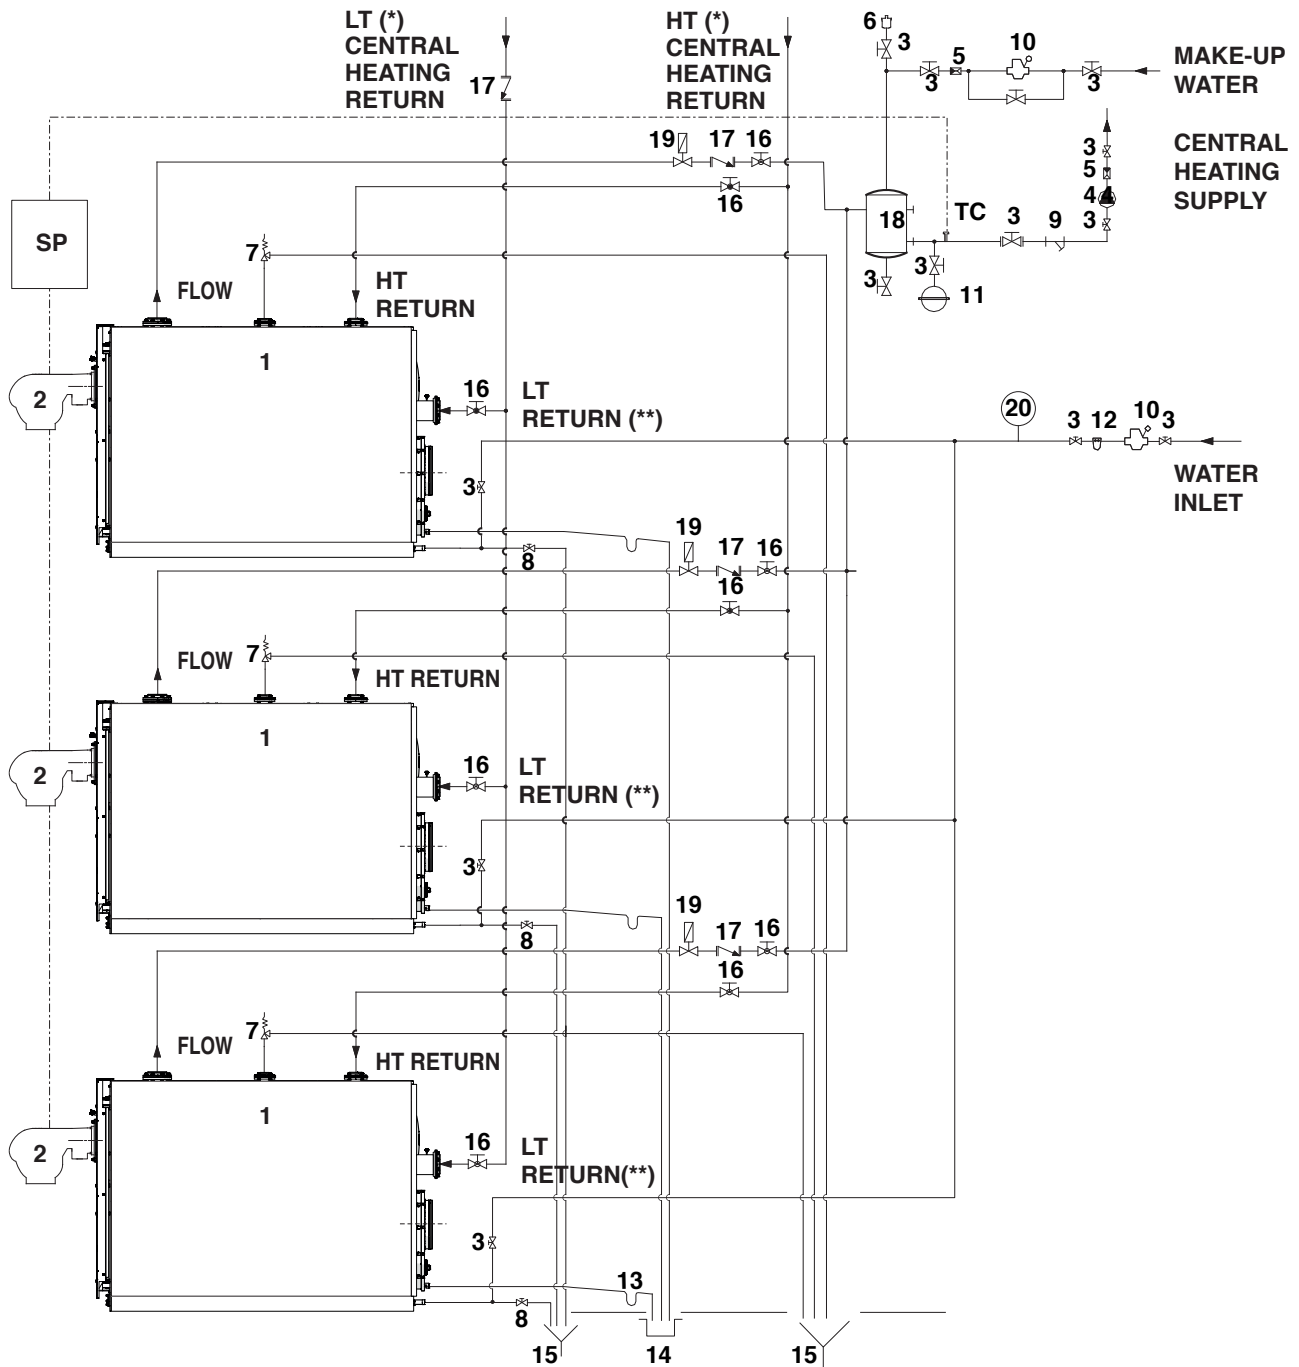 LT (*)
CENTRAL
HEATING
RETURN
17
HT (*)
CENTRAL
HEATING
RETURN
6
3
5
10
3
3
MAKE-UP
WATER
CENTRAL
HEATING
SUPPLY
3
5
4
3
19
17
16
16
18
TC
3
9
3
3
11
SP
7
FLOW
HT
RETURN
1
2
16
LT
RETURN (**)
20
3
12
10
3
WATER
INLET
3
8
19
17
16
16
7
FLOW
HT RETURN
1
2
16
LT
RETURN (**)
3
8
19
17
16
16
7
FLOW
HT RETURN
1
2
16
LT
RETURN(**)
3
13
8
15
14
15